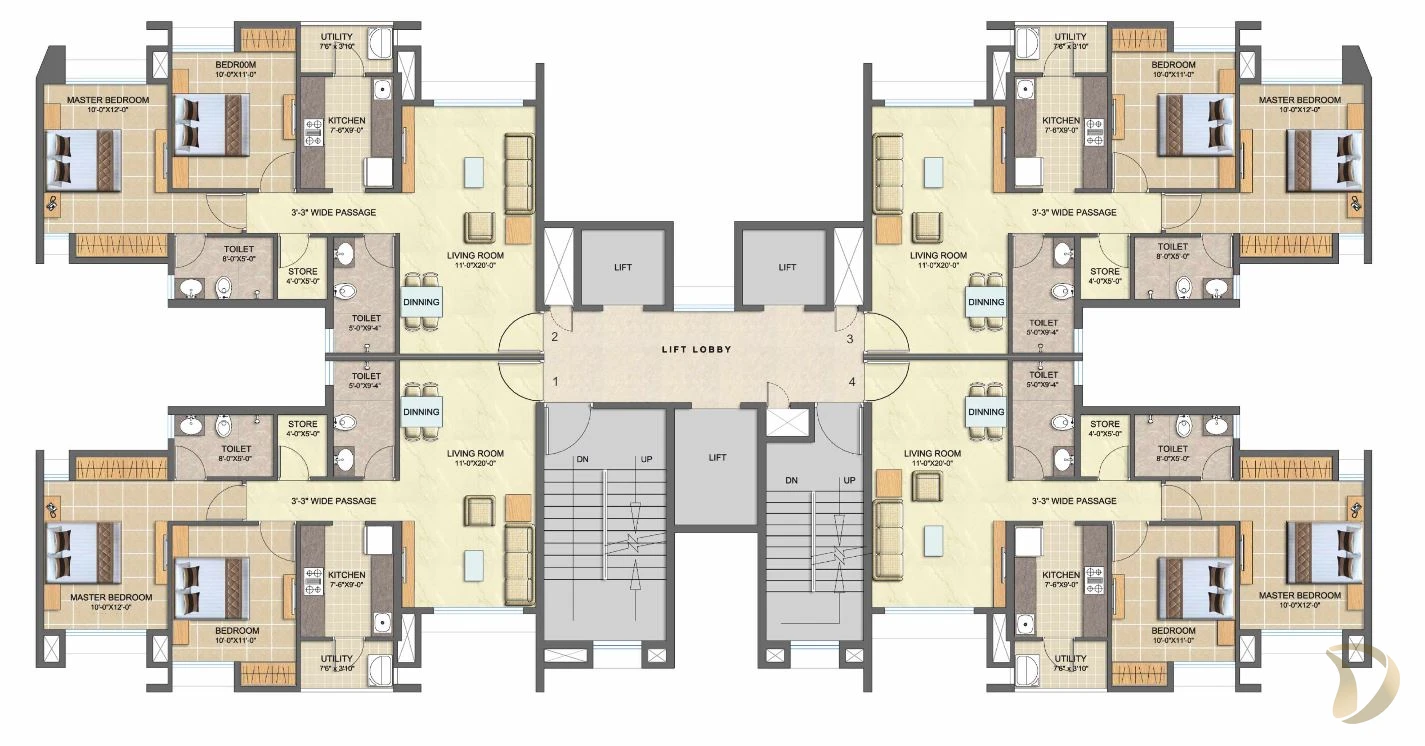 UTILITY
7'6" x 3'10"
BEDR00M
10'-0"X11'-0"
MASTER BEDROOM
10'-0"X12'-0"
KITCHEN
7'-6"X9'-0"
3'-3" WIDE PASSAGE
TOILET
8'-0"X5'-0"
STORE
4'-0"X5'-0"
LIVING ROOM
11'-0"X20'-0"
DINNING
TOILET
5'-0"X9'-4"
UTILITY
7'6" x 3'10"
BEDROOM
10'-0"X11'-0"
MASTER BEDROOM
10'-0"X12'-0"
KITCHEN
7'-6"X9'-0"
3'-3" WIDE PASSAGE
TOILET
8'-0"X5'-0"
LIVING ROOM
11'-0"X20'-0"
STORE
4'-0"X5'-0"
DINNING
TOILET
5'-0"X9'-4"
LIFT
LIFT
2
3
LIFT LOBBY
1
4
TOILET
5'-0"X9'-4"
DINNING
STORE
4'-0"X5'-0"
TOILET
8'-0"X5'-0"
LIVING ROOM
11'-0"X20'-0"
3'-3" WIDE PASSAGE
KITCHEN
7'-6"X9'-0"
MASTER BEDROOM
10'-0"X12'-0"
BEDROOM
10'-0"X11'-0"
UTILITY
7'6" x 3'10"
DN
UP
LIFT
DN
UP
TOILET
5'-0"X9'-4"
DINNING
STORE
4'-0"X5'-0"
TOILET
8'-0"X5'-0"
LIVING ROOM
11'-0"X20'-0"
3'-3" WIDE PASSAGE
KITCHEN
7'-6"X9'-0"
MASTER BEDROOM
10'-0"X12'-0"
BEDROOM
10'-0"X11'-0"
UTILITY
7'6" x 3'10"